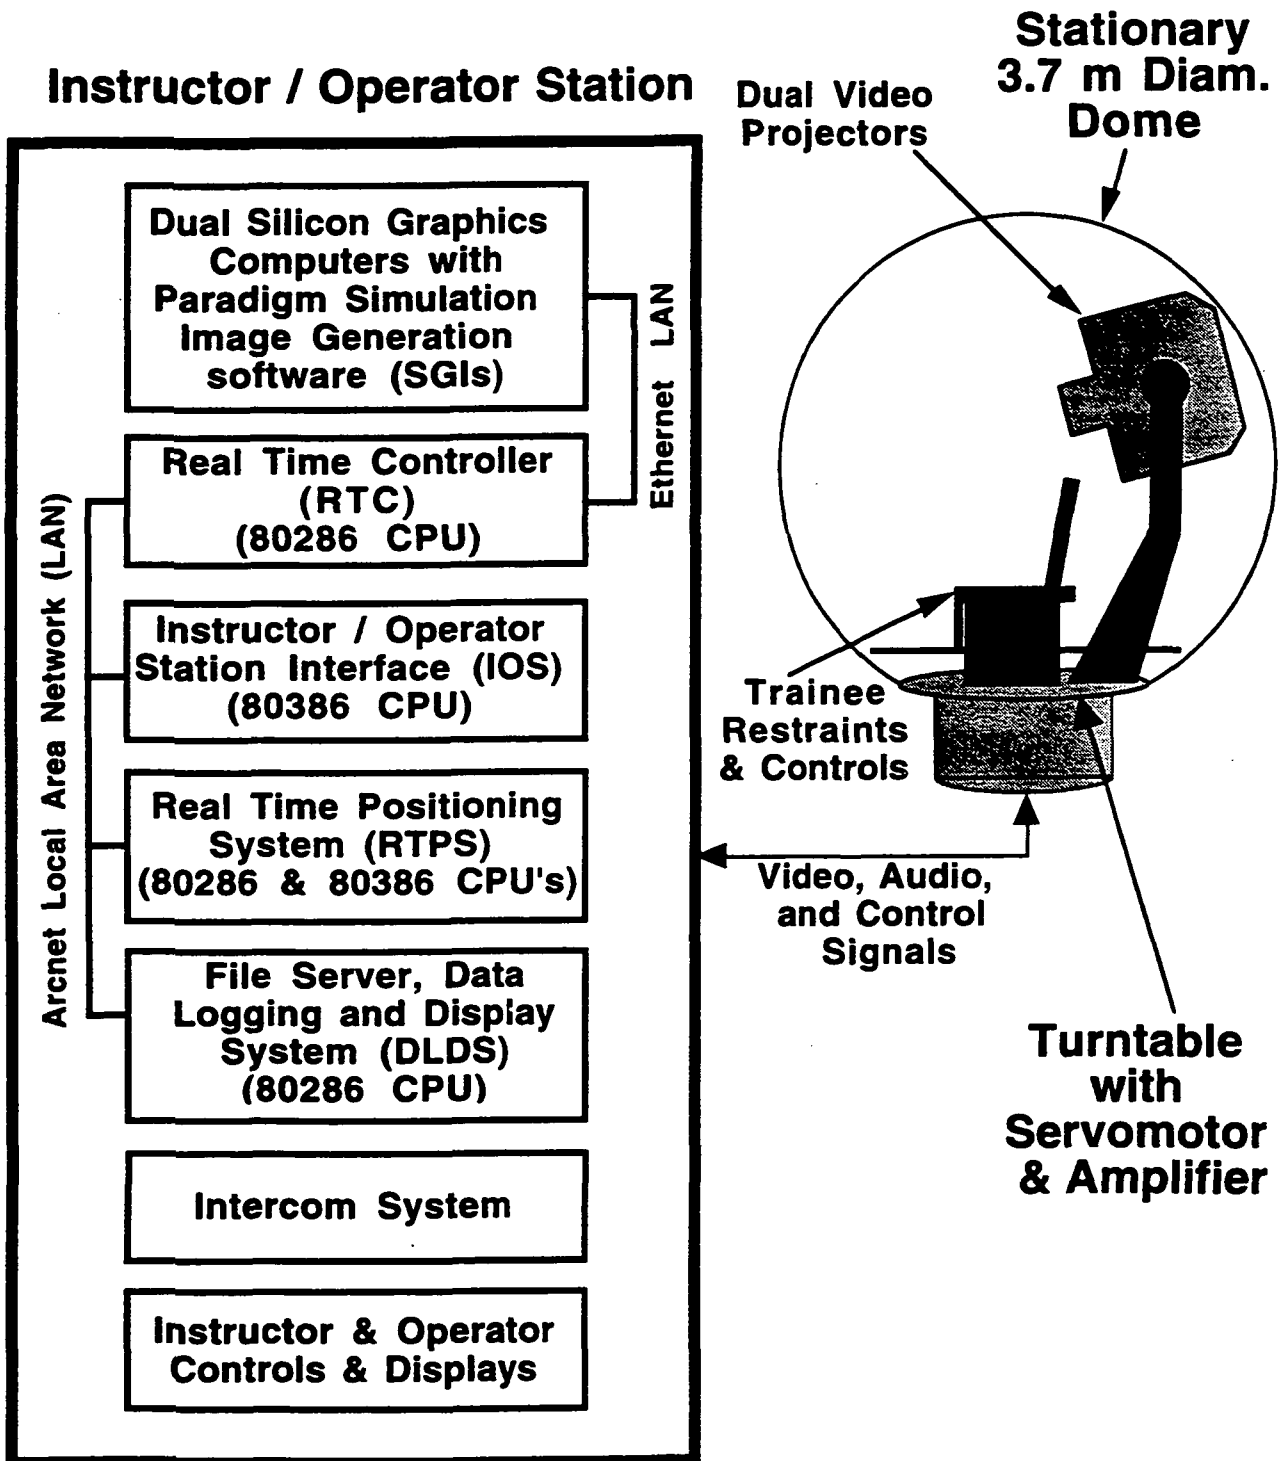 Instructor / Operator Station
Dual Silicon Graphics
Computers with
Paradigm Simulation
Image Generation
software (SGIs)
Ethernet LAN
Real Time Controller
(RTC)
(80286 CPU)
Arcnet Local Area Network (LAN)
Instructor / Operator
Station Interface (IOS)
(80386 CPU)
Real Time Positioning
System (RTPS)
(80286 & 80386 CPU's)
File Server, Data
Logging and Display
System (DLDS)
(80286 CPU)
Intercom System
Instructor & Operator
Controls & Displays
Stationary
3.7 m Diam.
Dome
Dual Video
Projectors
Trainee
Restraints
& Controls
Video, Audio,
and Control
Signals
Turntable
with
Servomotor
& Amplifier